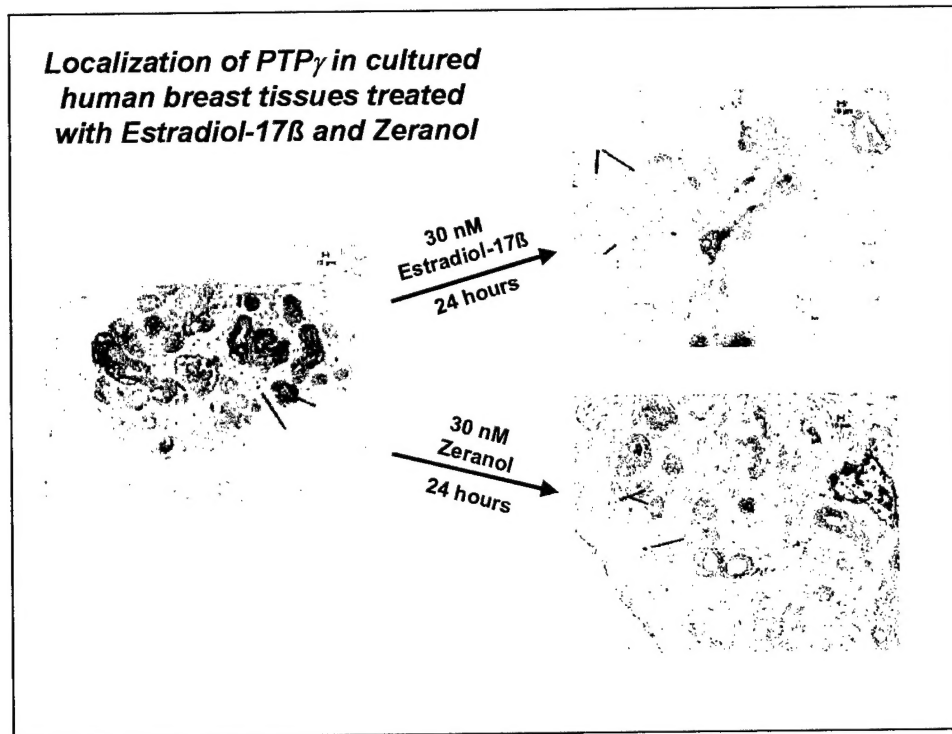 Localization of PTPγ in cultured
human breast tissues treated
with Estradiol-17ß and Zeranol
30 nM
Estradiol-17ß
24 hours
30 nM
Zeranol
24 hours